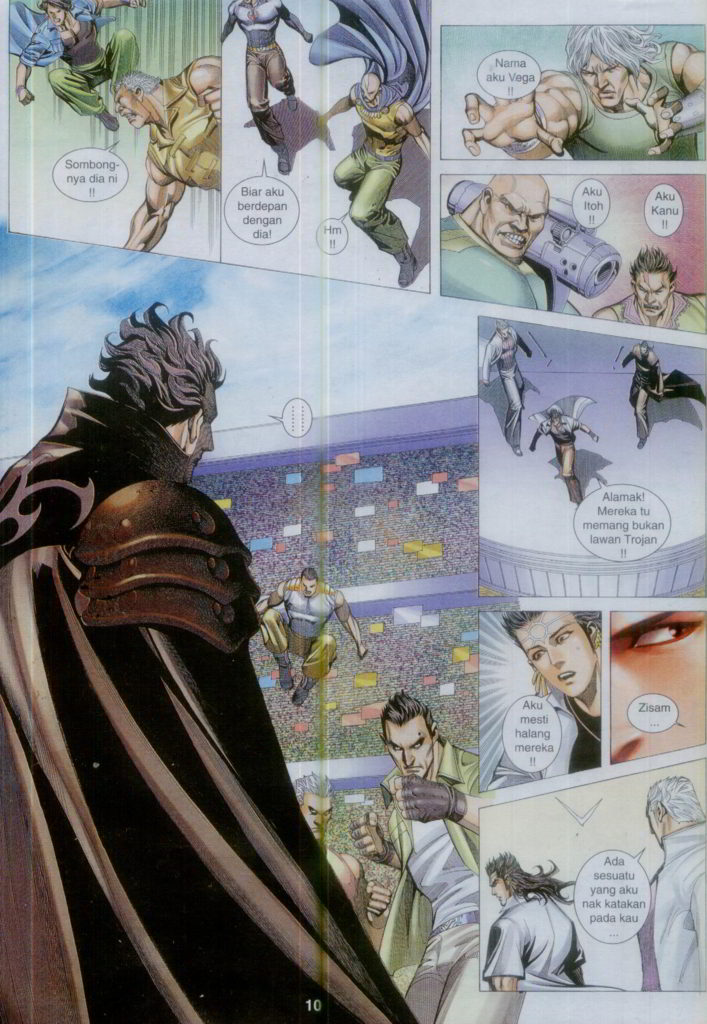 Sombong-
nya dia ni
!!
Biar aku
berdepan
dengan
dia!
Hm
!!
Nama
aku Vega
!!
Aku
Itoh
!!
Aku
Kanu
!!
Alamak!
Mereka tu
memang bukan
lawan Trojan
!!
Aku
mesti
halang
mereka
!!
Zisam
...
Ada
sesuatu
yang aku
nak katakan
pada kau
...
10